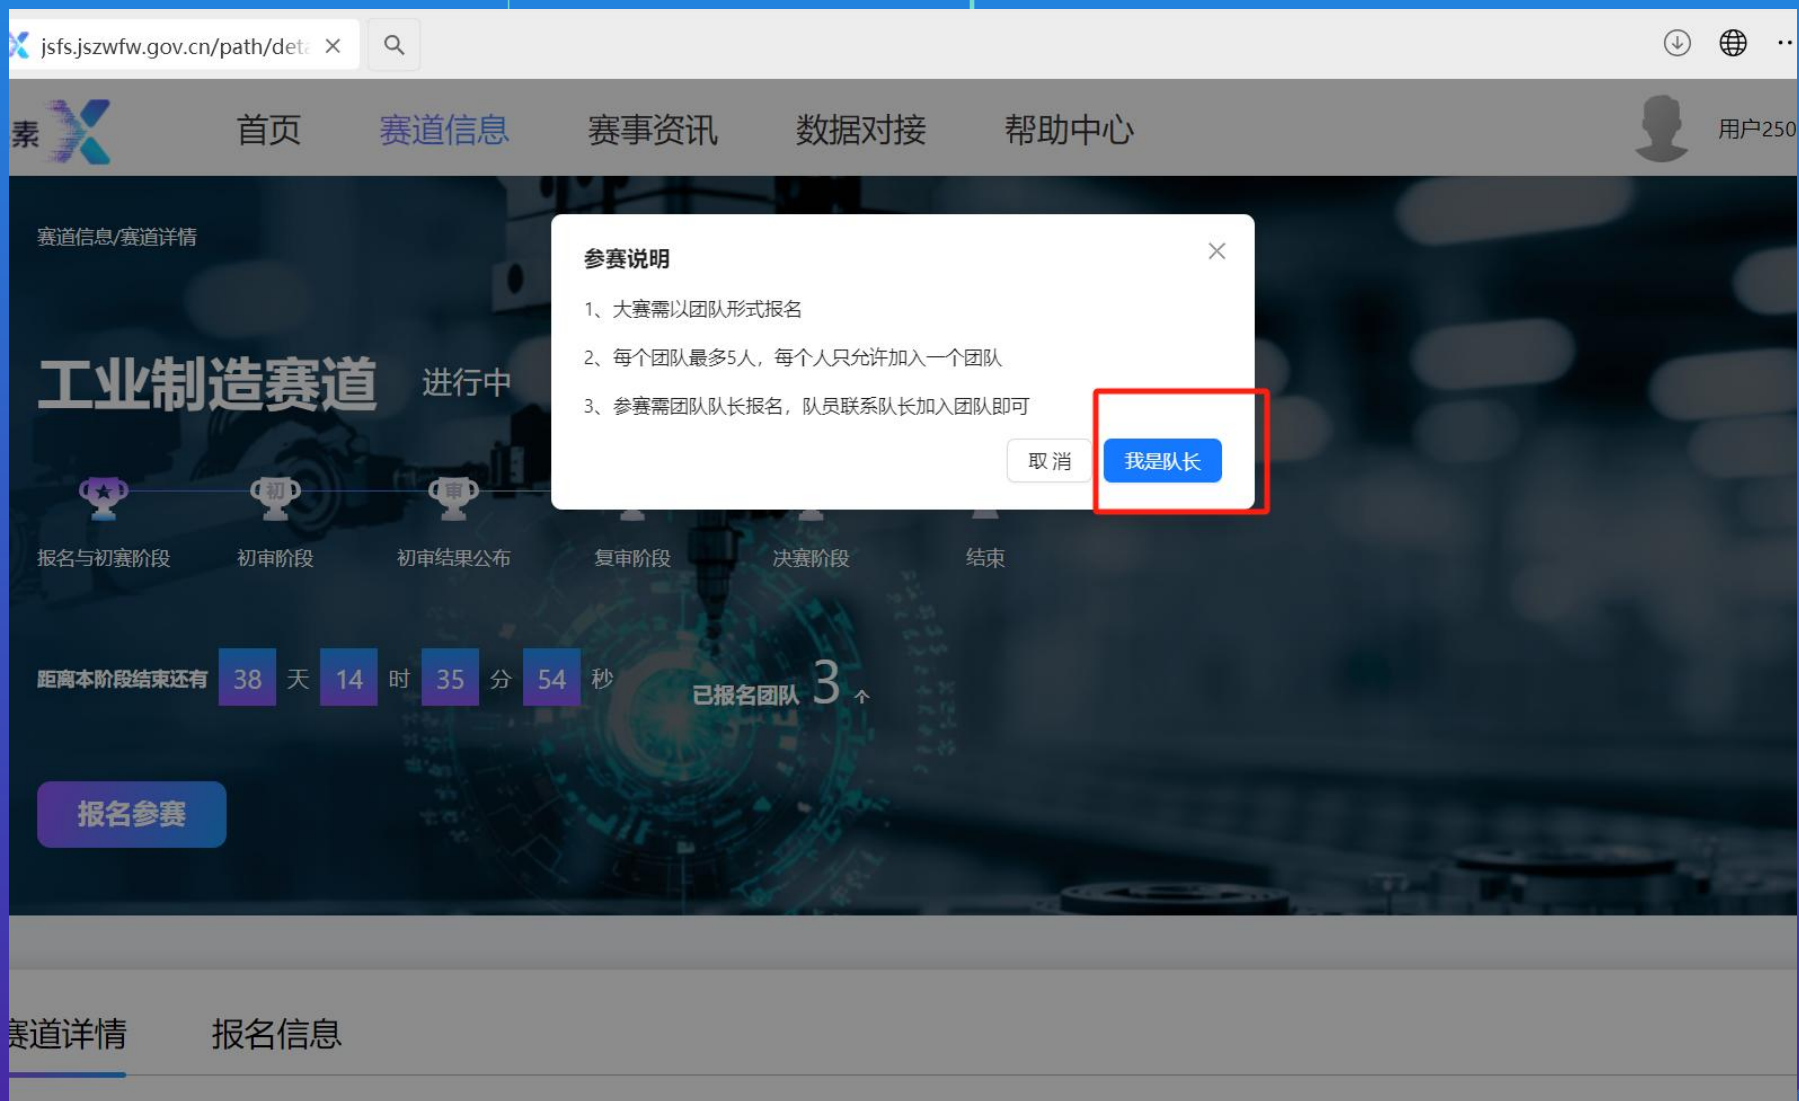 jsfs.jszwfw.gov.cn/path/deta
素 首页 赛道信息 赛事资讯 数据对接 帮助中心 用户250
赛道信息/赛道详情
参赛说明
1、大赛需以团队形式报名
2、每个团队最多5人，每个人只允许加入一个团队
3、参赛需团队队长报名，队员联系队长加入团队即可
取 消 我是队长
工业制造赛道 进行中
初 审
报名与初赛阶段 初审阶段 初审结果公布 复审阶段 决赛阶段 结束
距离本阶段结束还有 38 天 14 时 35 分 54 秒 已报名团队 3 个
报名参赛
赛道详情 报名信息